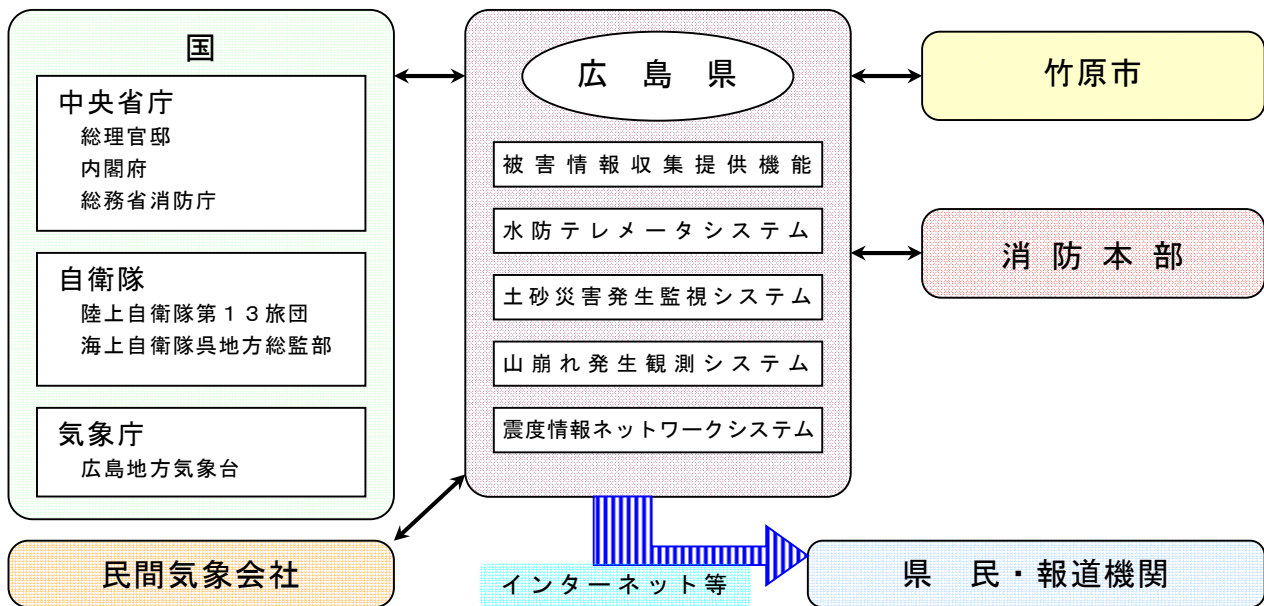 国
中央省庁
総理官邸
内閣府
総務省消防庁
自衛隊
陸上自衛隊第１３旅団
海上自衛隊呉地方総監部
気象庁
広島地方気象台
民間気象会社
広島県
被害情報収集提供機能
水防テレメータシステム
土砂災害発生監視システム
山崩れ発生観測システム
震度情報ネットワークシステム
インターネット等
竹原市
消防本部
県　民・報道機関